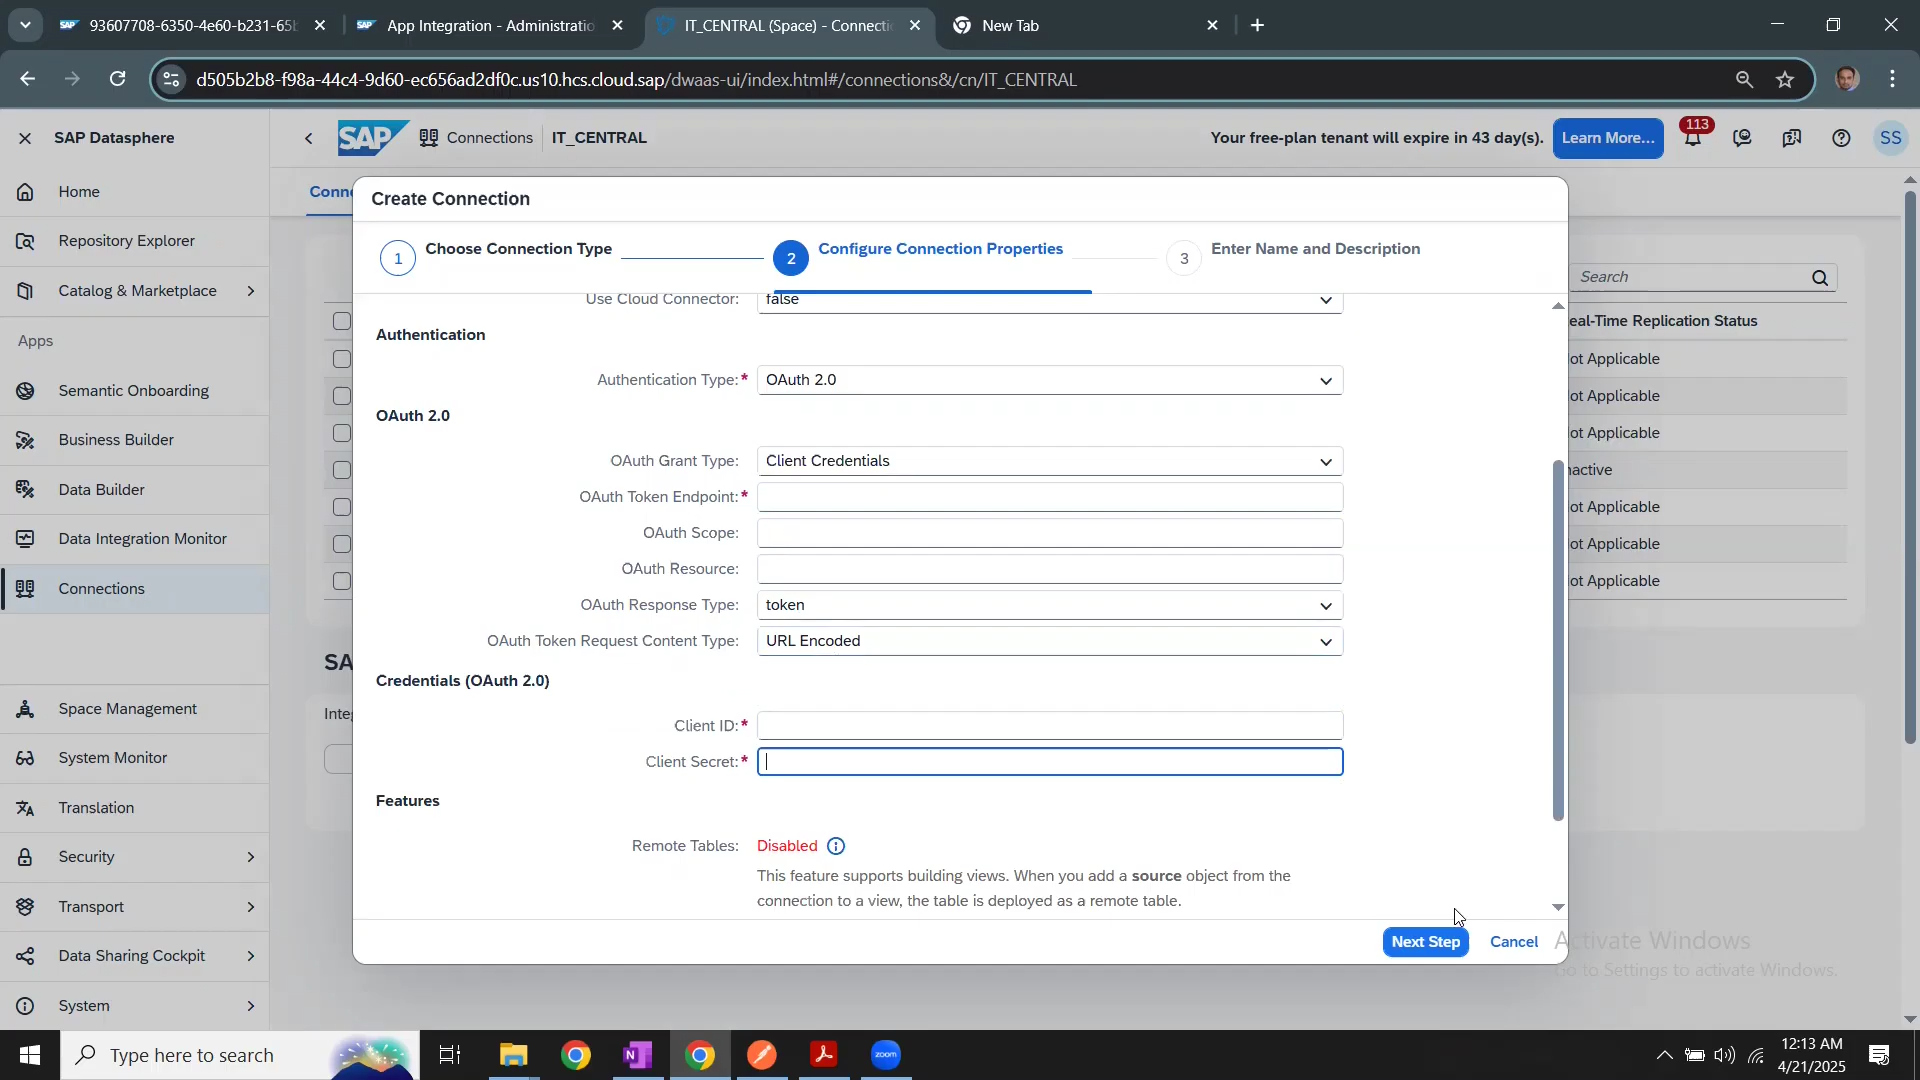 93607708-6350-4e60-b231-65b
App Integration - Administratio
IT_CENTRAL (Space) - Connectio
New Tab
d505b2b8-f98a-44c4-9d60-ec656ad2df0c.us10.hcs.cloud.sap/dwaas-ui/index.html#/connections&/cn/IT_CENTRAL
SAP Datasphere
SAP
Connections
IT_CENTRAL
Your free-plan tenant will expire in 43 day(s).
Learn More...
113
SS
Home
Repository Explorer
Catalog & Marketplace
Apps
Semantic Onboarding
Business Builder
Data Builder
Data Integration Monitor
Connections
Space Management
System Monitor
Translation
Security
Transport
Data Sharing Cockpit
System
Conne
SA
Integ
Create Connection
1 Choose Connection Type
2 Configure Connection Properties
3 Enter Name and Description
Use Cloud Connector: false
Authentication
Authentication Type:* OAuth 2.0
OAuth 2.0
OAuth Grant Type: Client Credentials
OAuth Token Endpoint:*
OAuth Scope:
OAuth Resource:
OAuth Response Type: token
OAuth Token Request Content Type: URL Encoded
Credentials (OAuth 2.0)
Client ID:*
Client Secret:*
Features
Remote Tables: Disabled
This feature supports building views. When you add a source object from the
connection to a view, the table is deployed as a remote table.
Next Step
Cancel
Search
eal-Time Replication Status
ot Applicable
ot Applicable
ot Applicable
nactive
ot Applicable
ot Applicable
ot Applicable
Activate Windows
Go to Settings to activate Windows.
Type here to search
zoom
12:13 AM
4/21/2025